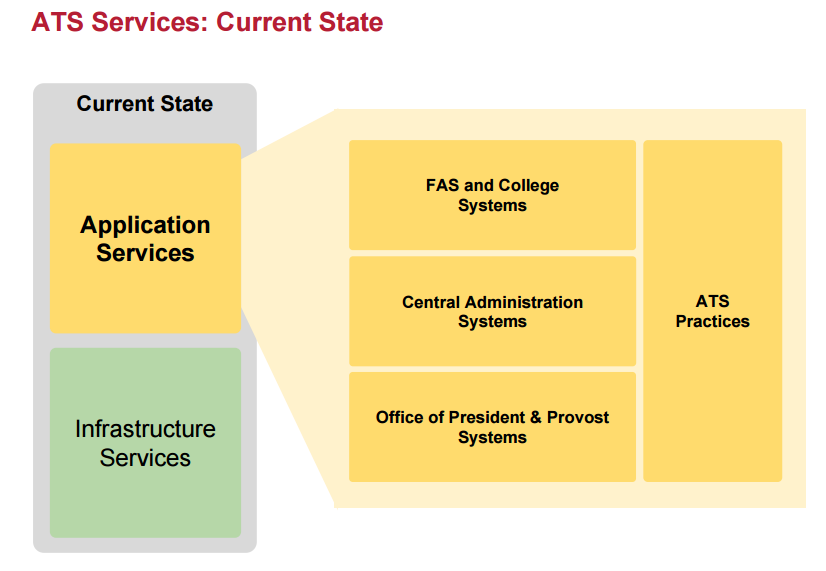 ATS Services: Current State
Current State
Application
Services
Infrastructure
Services
FAS and College
Systems
Central Administration
Systems
Office of President & Provost
Systems
ATS
Practices